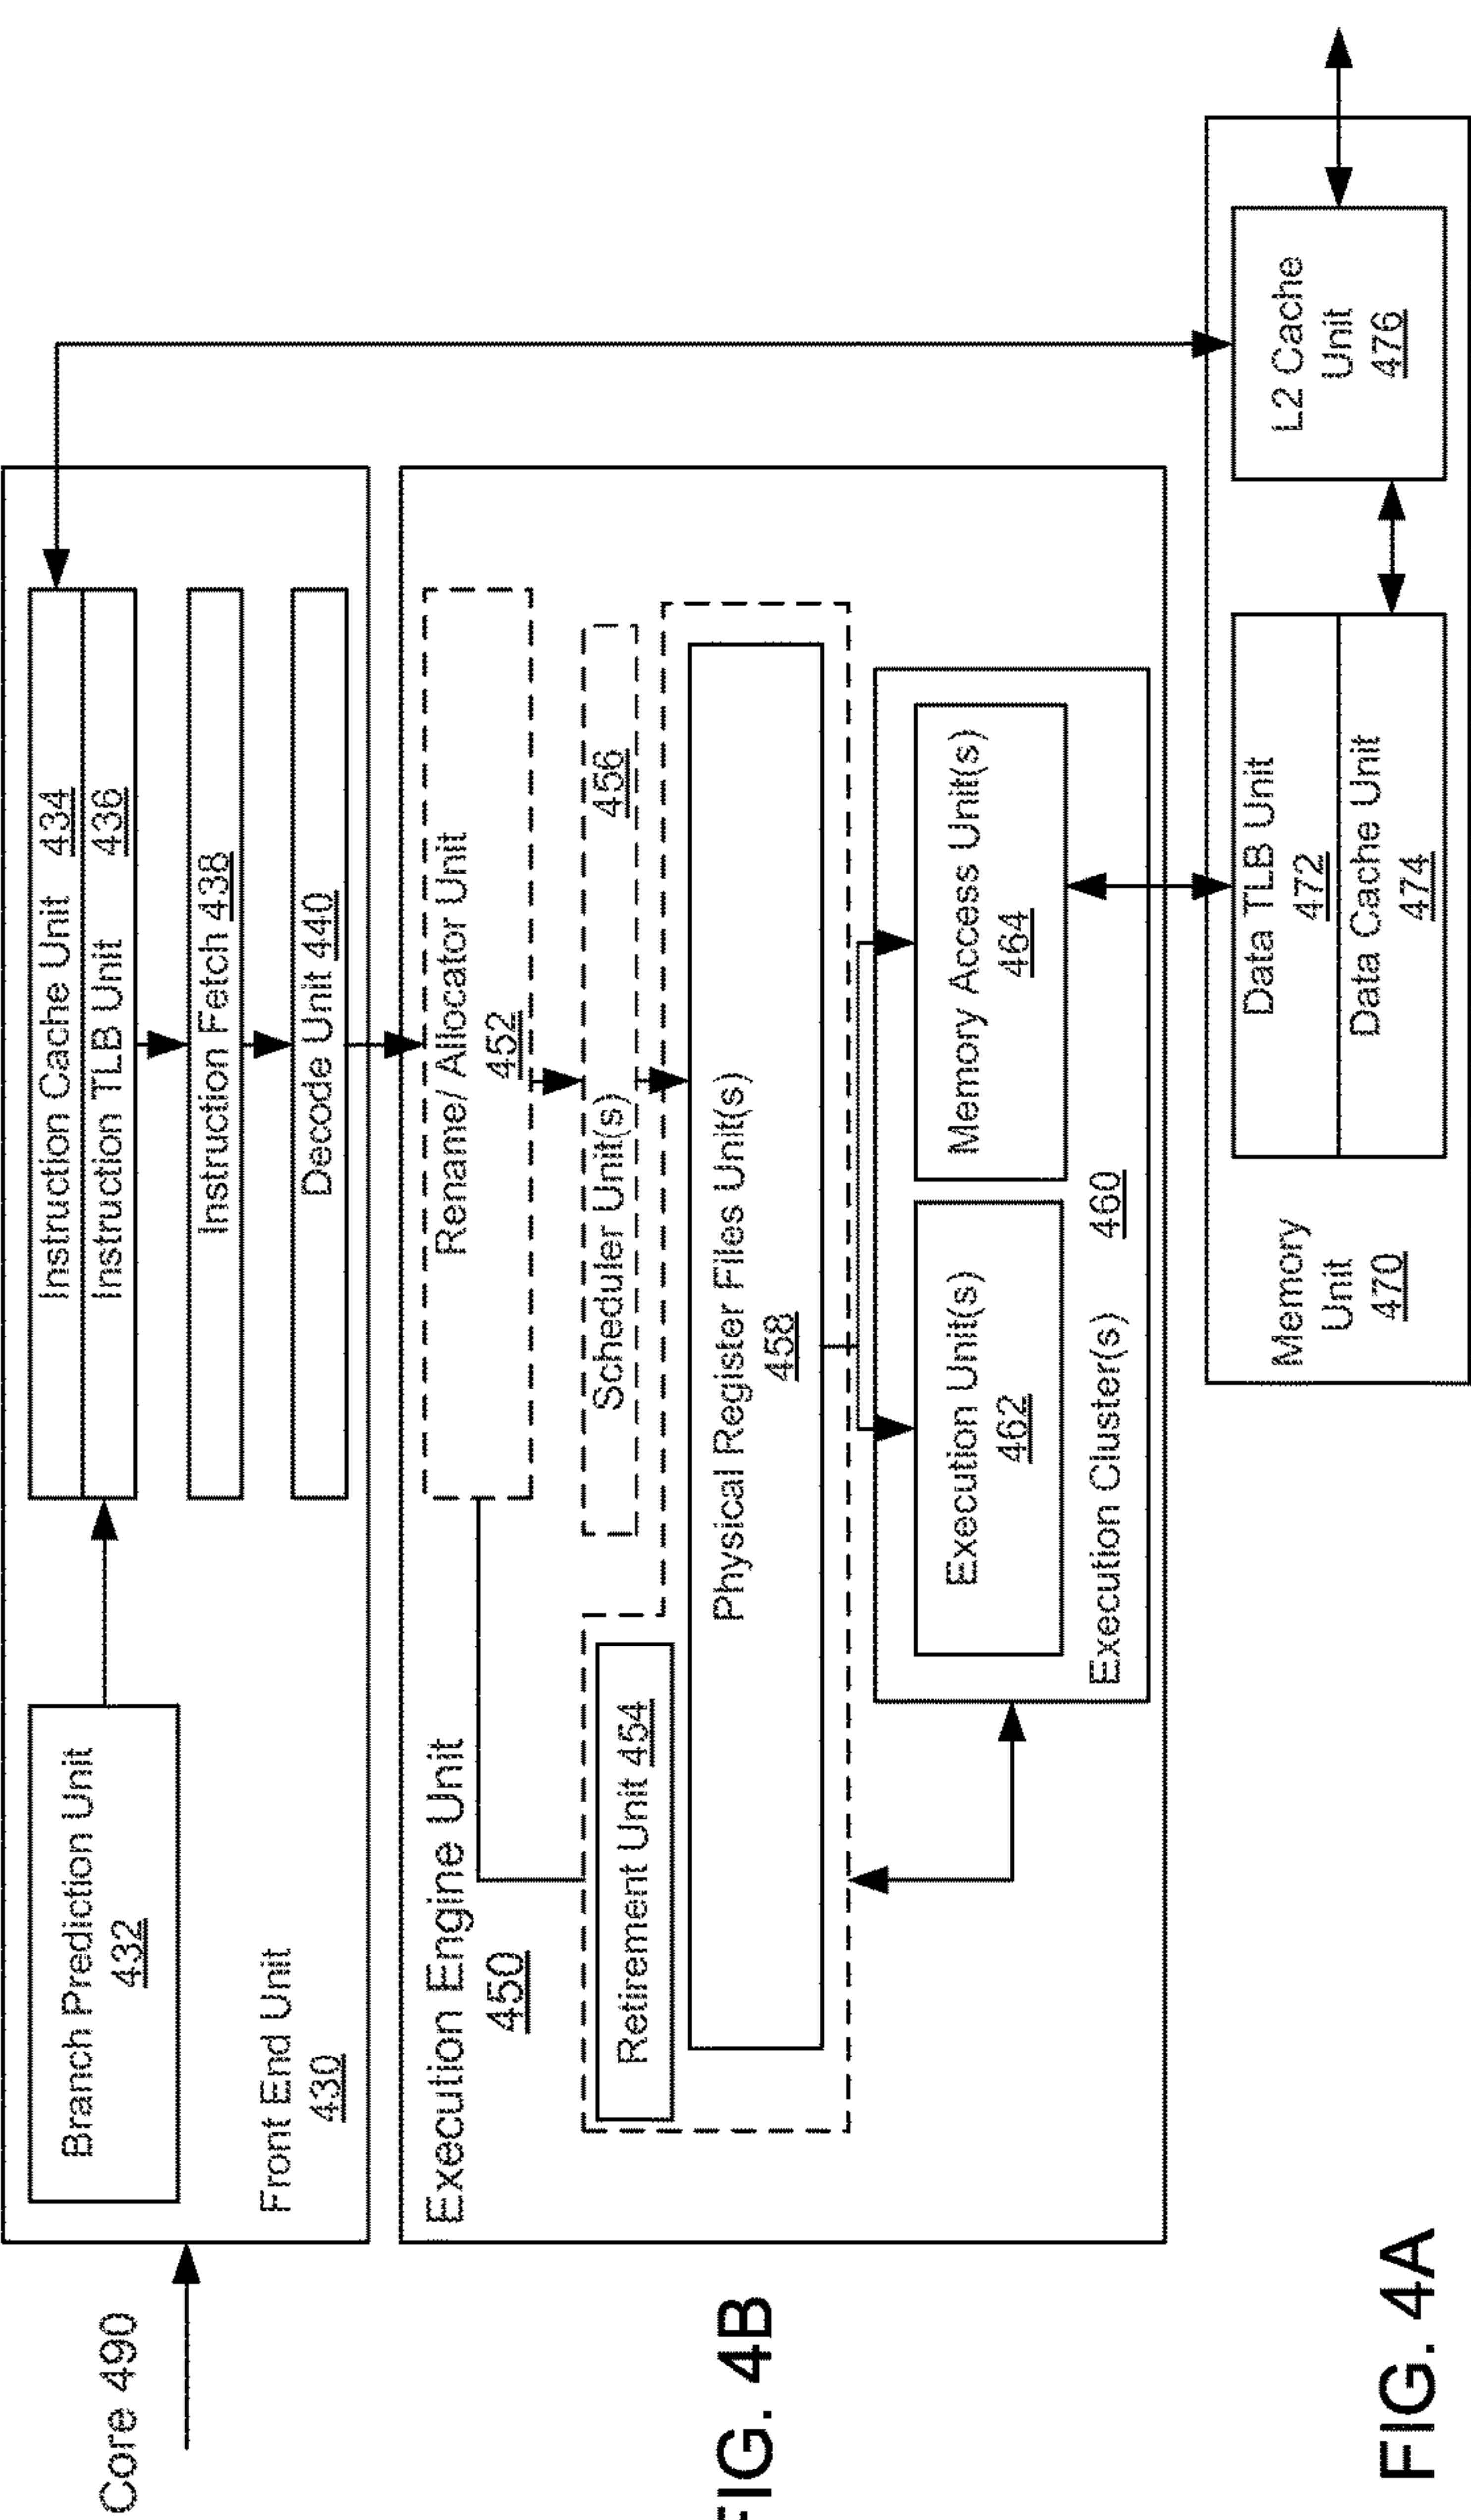 Core 490
Branch Prediction Unit
432
Instruction Cache Unit 434
Instruction TLB Unit 436
Instruction Fetch 438
Decode Unit 440
Front End Unit
430
Execution Engine Unit
450
Rename/ Allocator Unit
452
Scheduler Unit(s) 456
Retirement Unit 454
Physical Register Files Unit(s)
458
Execution Unit(s)
462
Memory Access Unit(s)
464
Execution Cluster(s) 460
Memory
Unit
470
Data TLB Unit
472
Data Cache Unit
474
L2 Cache
Unit
476
FIG. 4B
FIG. 4A